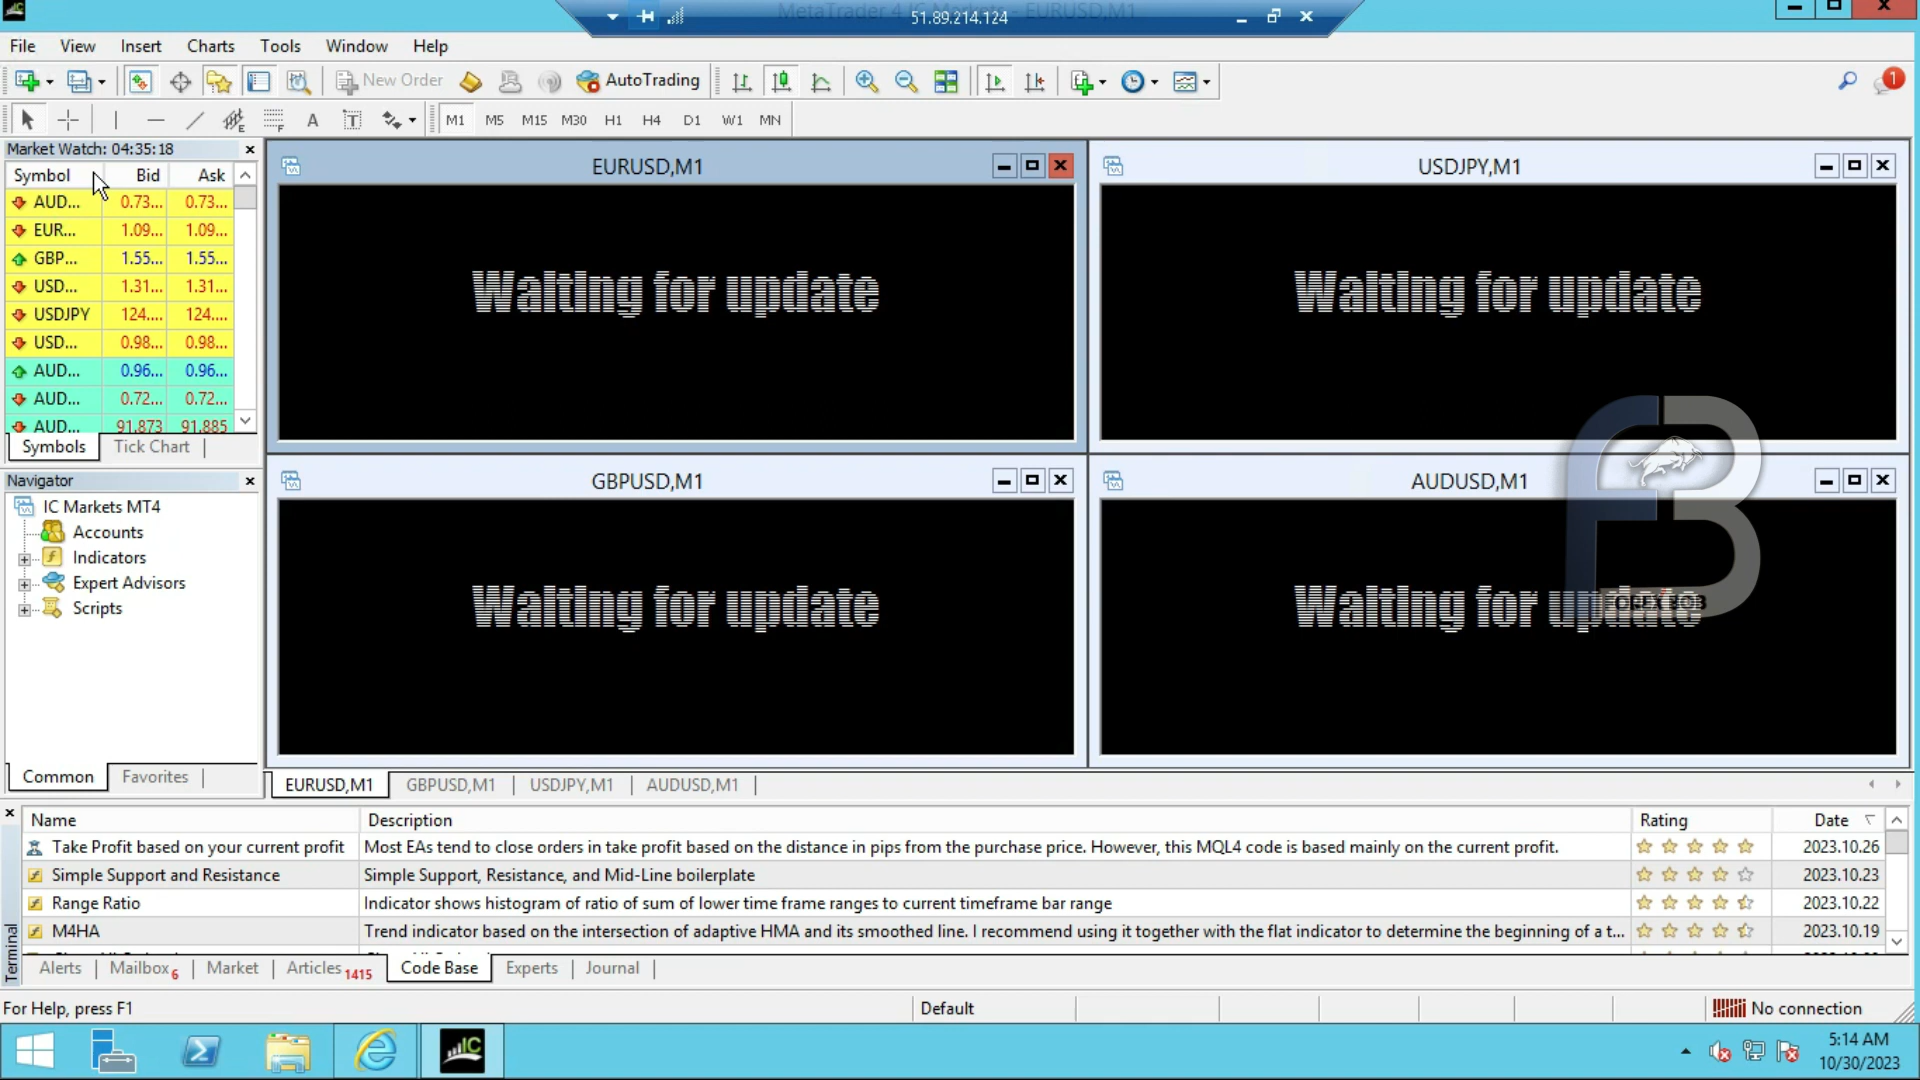 MetaTrader 4 IC Markets - EURUSD,M1
51.89.214.124
File View Insert Charts Tools Window Help
New Order AutoTrading 1
A T M1 M5 M15 M30 H1 H4 D1 W1 MN
Market Watch: 04:35:18
Symbol Bid Ask
AUD... 0.73... 0.73...
EUR... 1.09... 1.09...
GBP... 1.55... 1.55...
USD... 1.31... 1.31...
USDJPY 124.... 124....
USD... 0.98... 0.98...
AUD... 0.96... 0.96...
AUD... 0.72... 0.72...
AUD... 91.873 91.885
Symbols Tick Chart
Navigator
IC Markets MT4
Accounts
Indicators
Expert Advisors
Scripts
Common Favorites
EURUSD,M1
Waiting for update
USDJPY,M1
Waiting for update
GBPUSD,M1
Waiting for update
AUDUSD,M1
Waiting for update
FOREX BOB
EURUSD,M1 GBPUSD,M1 USDJPY,M1 AUDUSD,M1
Name Description Rating Date
Take Profit based on your current profit Most EAs tend to close orders in take profit based on the distance in pips from the purchase price. However, this MQL4 code is based mainly on the current profit. 2023.10.26
Simple Support and Resistance Simple Support, Resistance, and Mid-Line boilerplate 2023.10.23
Range Ratio Indicator shows histogram of ratio of sum of lower time frame ranges to current timeframe bar range 2023.10.22
M4HA Trend indicator based on the intersection of adaptive HMA and its smoothed line. I recommend using it together with the flat indicator to determine the beginning of a t... 2023.10.19
Terminal
Alerts Mailbox 6 Market Articles 1415 Code Base Experts Journal
For Help, press F1 Default No connection
IC
5:14 AM
10/30/2023